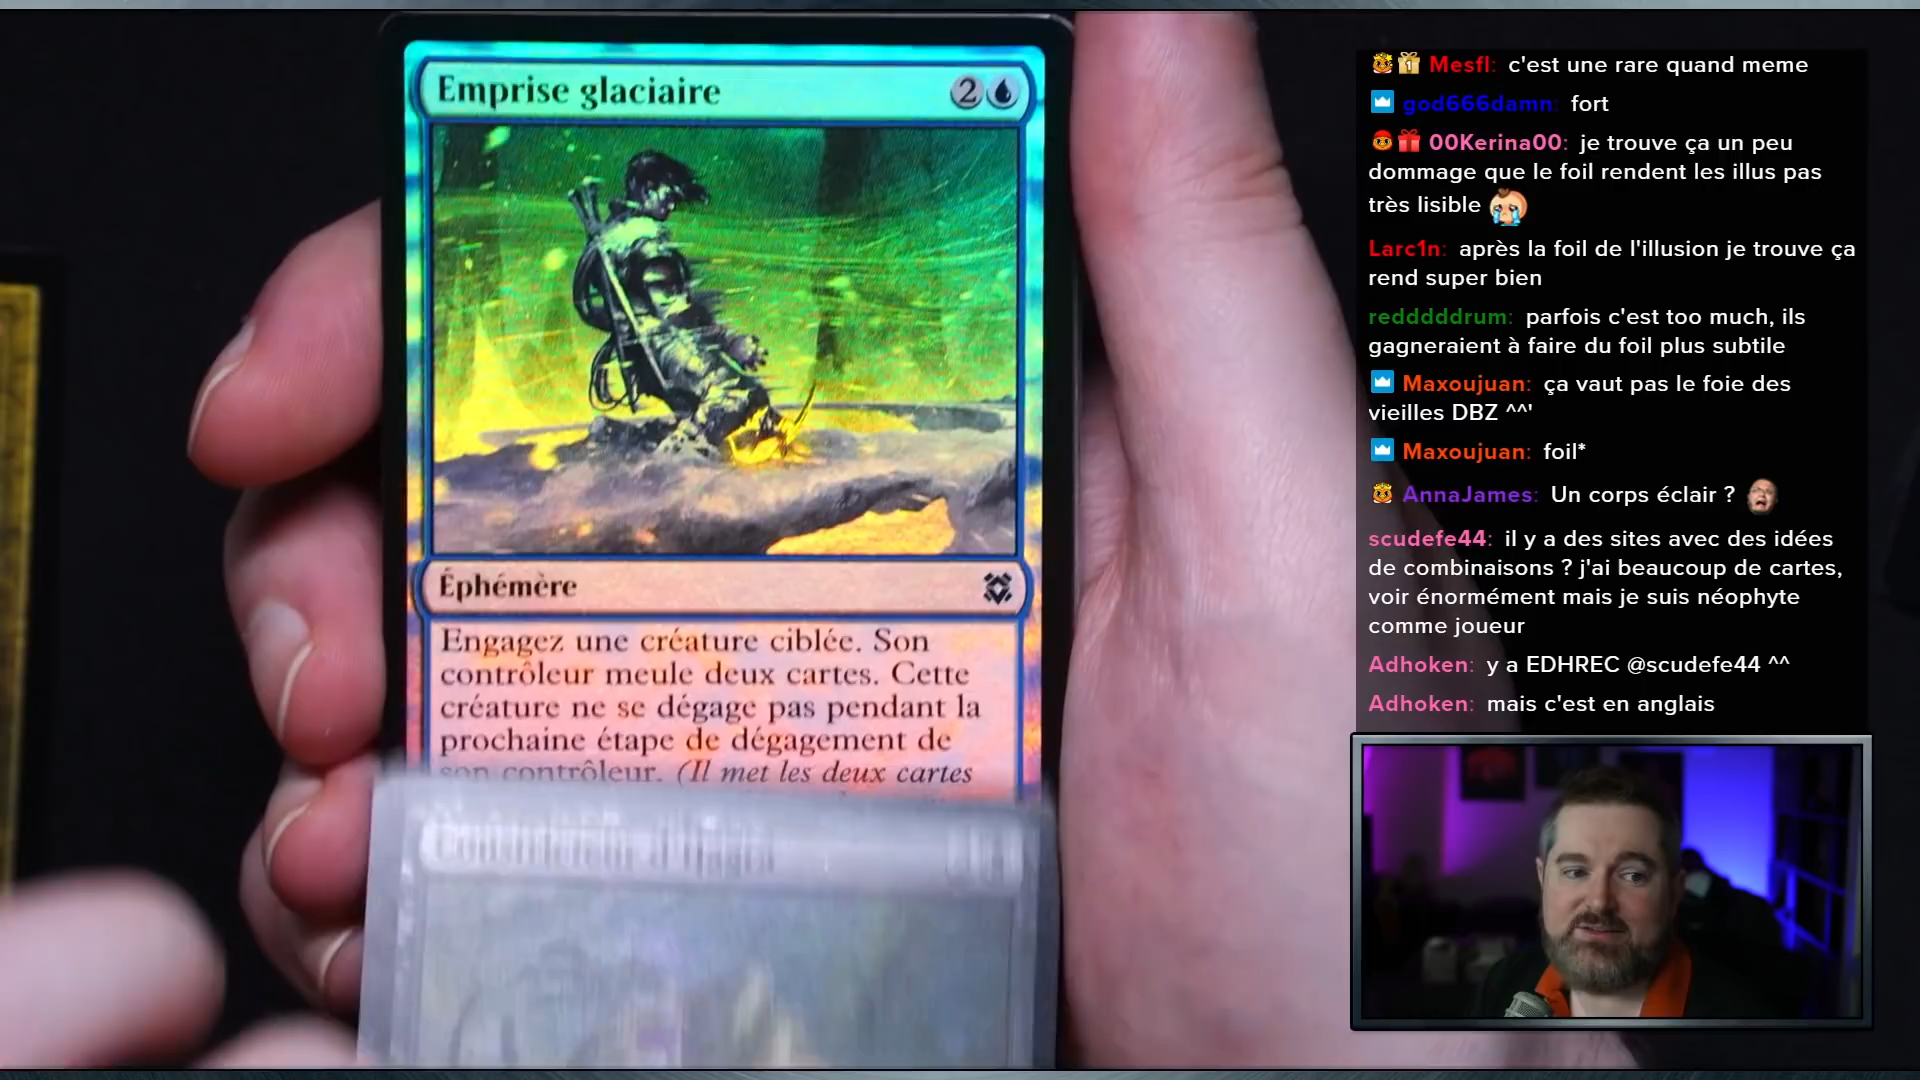 Emprise glaciaire
2
Éphémère
Engagez une créature ciblée. Son
contrôleur meule deux cartes. Cette
créature ne se dégage pas pendant la
prochaine étape de dégagement de
son contrôleur. (Il met les deux cartes
1 Mesfl: c'est une rare quand meme
god666damn: fort
00Kerina00: je trouve ça un peu
dommage que le foil rendent les illus pas
très lisible
Larc1n: après la foil de l'illusion je trouve ça
rend super bien
redddddrum: parfois c'est too much, ils
gagneraient à faire du foil plus subtile
Maxoujuan: ça vaut pas le foie des
vieilles DBZ ^^'
Maxoujuan: foil*
AnnaJames: Un corps éclair ?
scudefe44: il y a des sites avec des idées
de combinaisons ? j'ai beaucoup de cartes,
voir énormément mais je suis néophyte
comme joueur
Adhoken: y a EDHREC @scudefe44 ^^
Adhoken: mais c'est en anglais